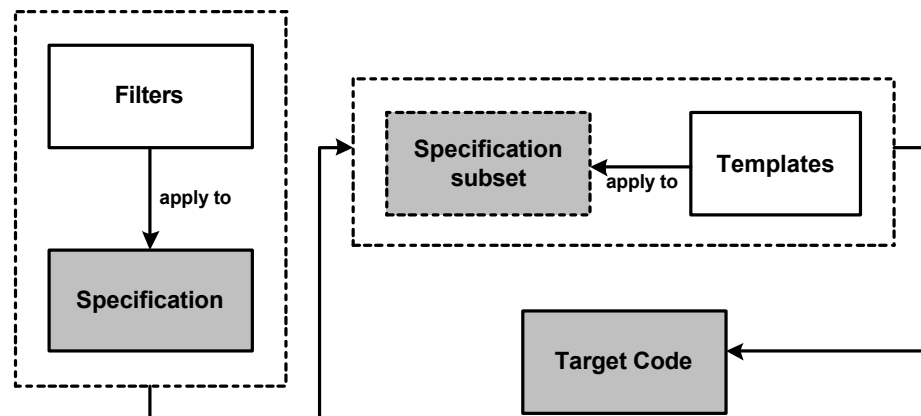 Filters
apply to
Specification
Specification
subset
apply to
Templates
Target Code